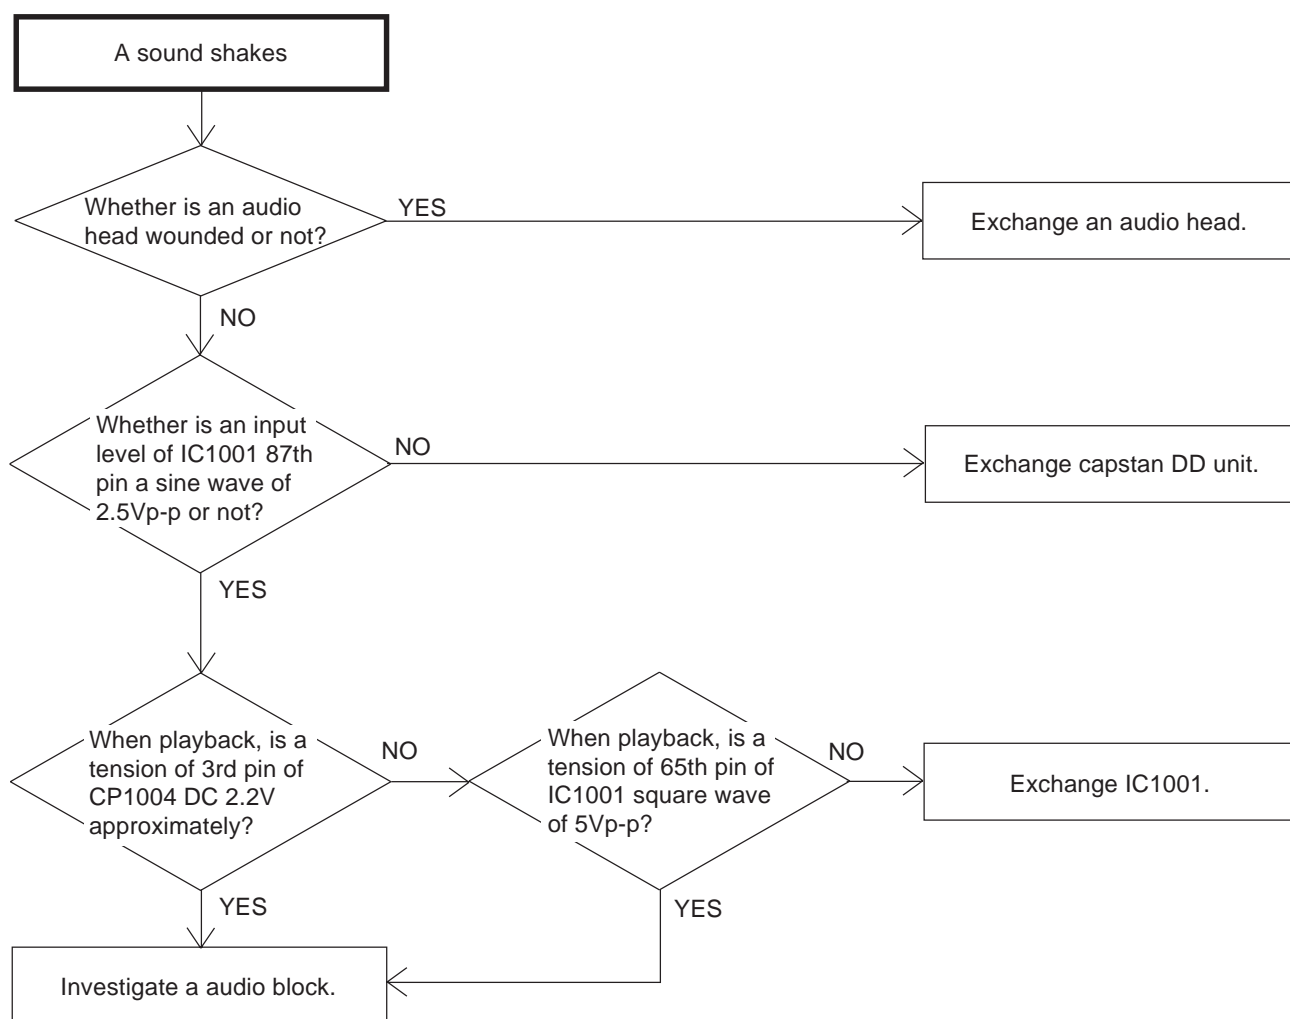 A sound shakes
Whether is an audio
head wounded or not?
YES
Exchange an audio head.
NO
Whether is an input
level of IC1001 87th
pin a sine wave of
2.5Vp-p or not?
NO
Exchange capstan DD unit.
YES
When playback, is a
tension of 3rd pin of
CP1004 DC 2.2V
approximately?
NO
When playback, is a
tension of 65th pin of
IC1001 square wave
of 5Vp-p?
NO
Exchange IC1001.
YES
YES
Investigate a audio block.